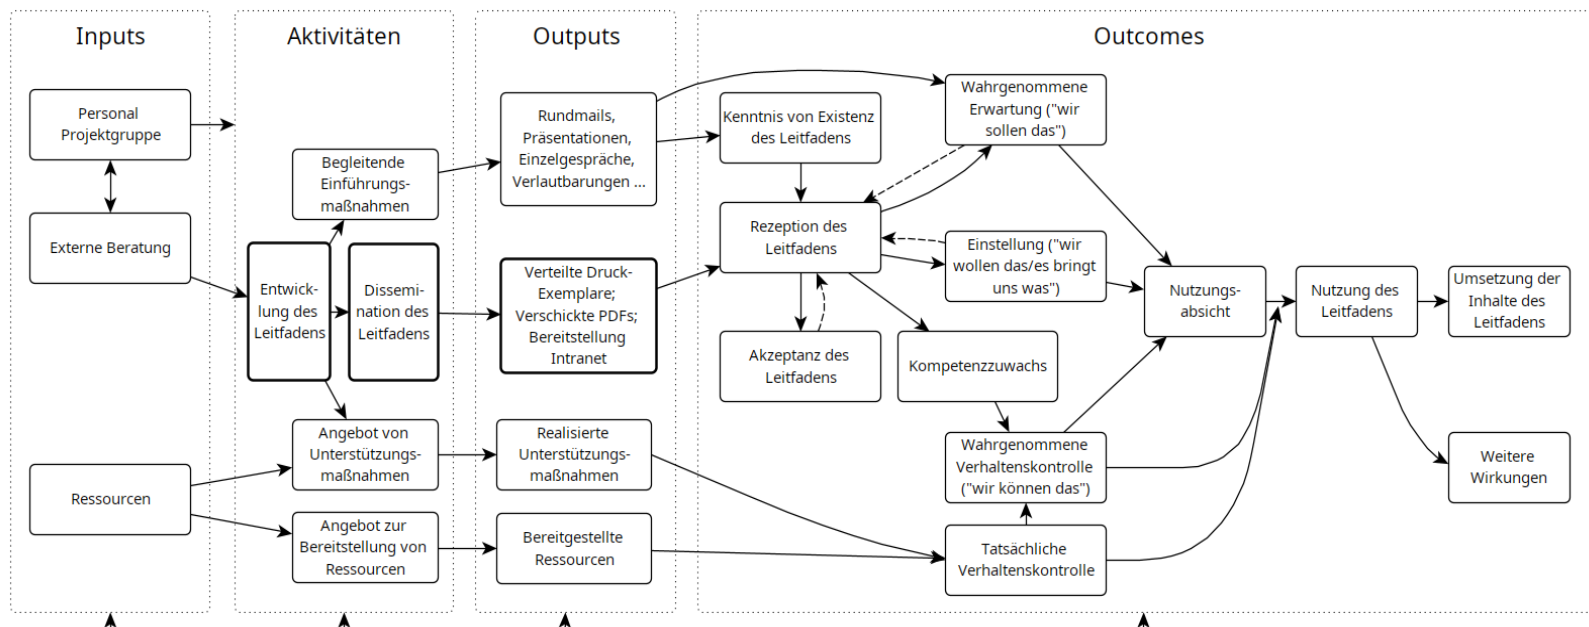 Inputs
Aktivitäten
Outputs
Outcomes
Personal
Projektgruppe
Externe Beratung
Ressourcen
Begleitende
Einführungs-
maßnahmen
Entwick-
lung des
Leitfadens
Dissemi-
nation des
Leitfadens
Angebot von
Unterstützungs-
maßnahmen
Angebot zur
Bereitstellung von
Ressourcen
Rundmails,
Präsentationen,
Einzelgespräche,
Verlautbarungen ...
Verteilte Druck-
Exemplare;
Verschickte PDFs;
Bereitstellung
Intranet
Realisierte
Unterstützungs-
maßnahmen
Bereitgestellte
Ressourcen
Kenntnis von Existenz
des Leitfadens
Rezeption des
Leitfadens
Akzeptanz des
Leitfadens
Kompetenzzuwachs
Wahrgenommene
Erwartung ("wir
sollen das")
Einstellung ("wir
wollen das/es bringt
uns was")
Wahrgenommene
Verhaltenskontrolle
("wir können das")
Tatsächliche
Verhaltenskontrolle
Nutzungs-
absicht
Nutzung des
Leitfadens
Umsetzung der
Inhalte des
Leitfadens
Weitere
Wirkungen